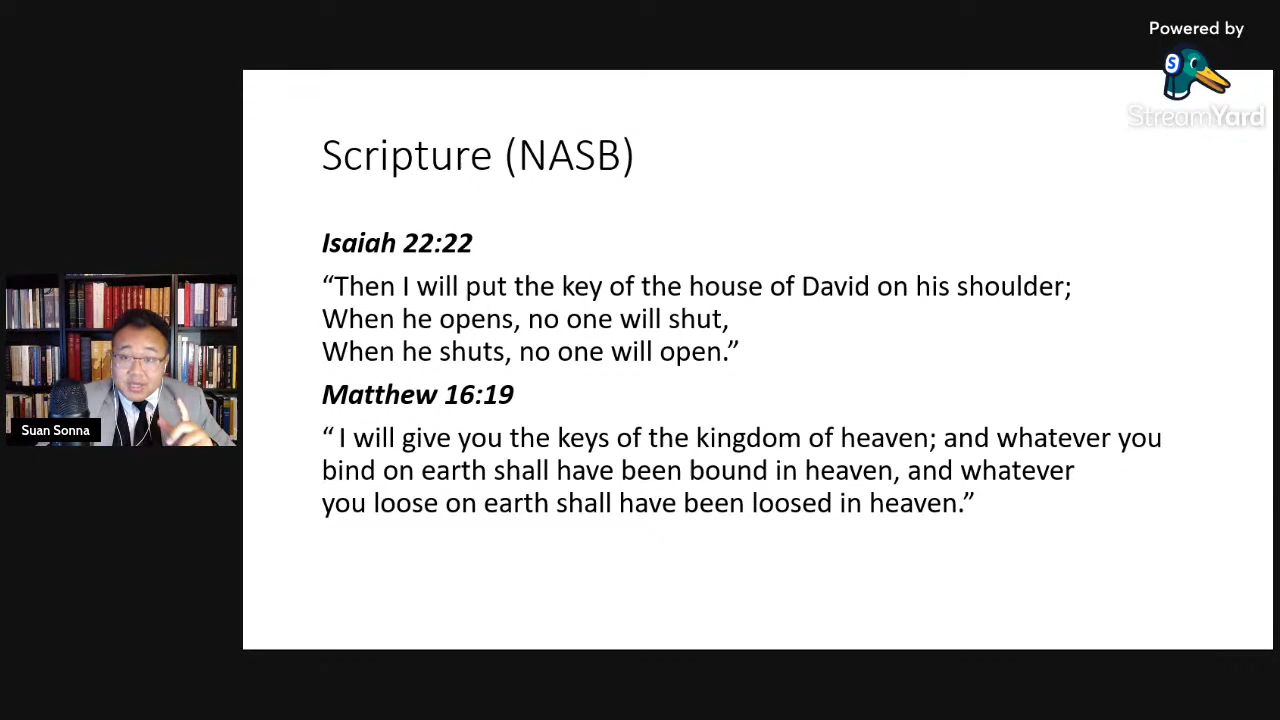 Powered by
S
StreamYard
Scripture (NASB)
Isaiah 22:22
“Then I will put the key of the house of David on his shoulder;
When he opens, no one will shut,
When he shuts, no one will open.”
Matthew 16:19
“ I will give you the keys of the kingdom of heaven; and whatever you
bind on earth shall have been bound in heaven, and whatever
you loose on earth shall have been loosed in heaven.”
Suan Sonna